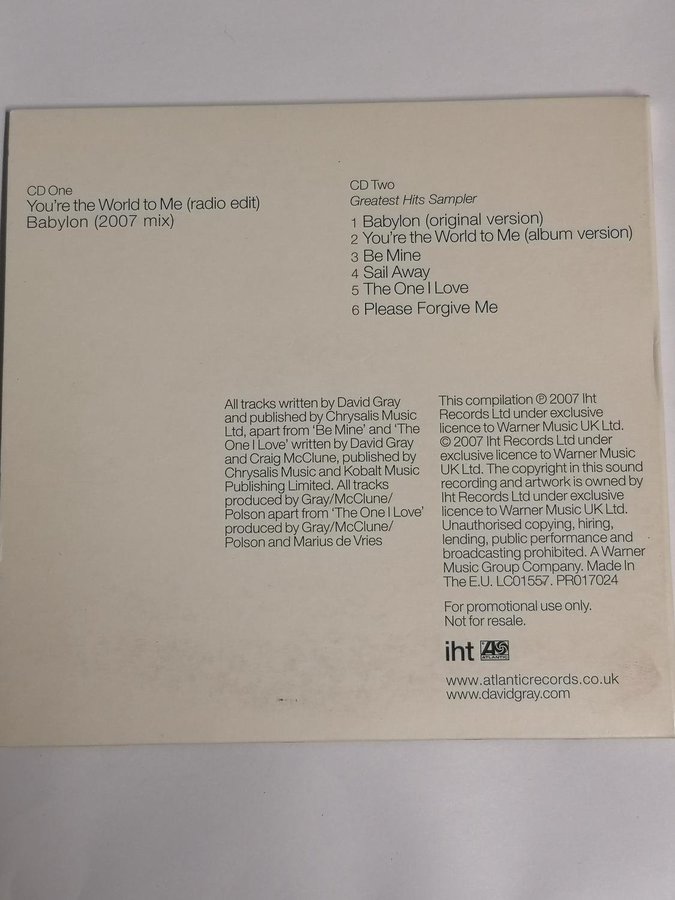 CD One
You're the World to Me (radio edit)
Babylon (2007 mix)
CD Two
Greatest Hits Sampler
1 Babylon (original version)
2 You're the World to Me (album version)
3 Be Mine
4 Sail Away
5 The One I Love
6 Please Forgive Me
All tracks written by David Gray
and published by Chrysalis Music
Ltd, apart from 'Be Mine' and 'The
One I Love' written by David Gray
and Craig McClune, published by
Chrysalis Music and Kobalt Music
Publishing Limited. All tracks
produced by Gray/McClune/
Polson apart from 'The One I Love'
produced by Gray/McClune/
Polson and Marius de Vries
This compilation ℗ 2007 Iht
Records Ltd under exclusive
licence to Warner Music UK Ltd.
© 2007 Iht Records Ltd under
exclusive licence to Warner Music
UK Ltd. The copyright in this sound
recording and artwork is owned by
Iht Records Ltd under exclusive
licence to Warner Music UK Ltd.
Unauthorised copying, hiring,
lending, public performance and
broadcasting prohibited. A Warner
Music Group Company. Made In
The E.U. LC01557. PR017024
For promotional use only.
Not for resale.
iht ATLANTIC
www.atlanticrecords.co.uk
www.davidgray.com